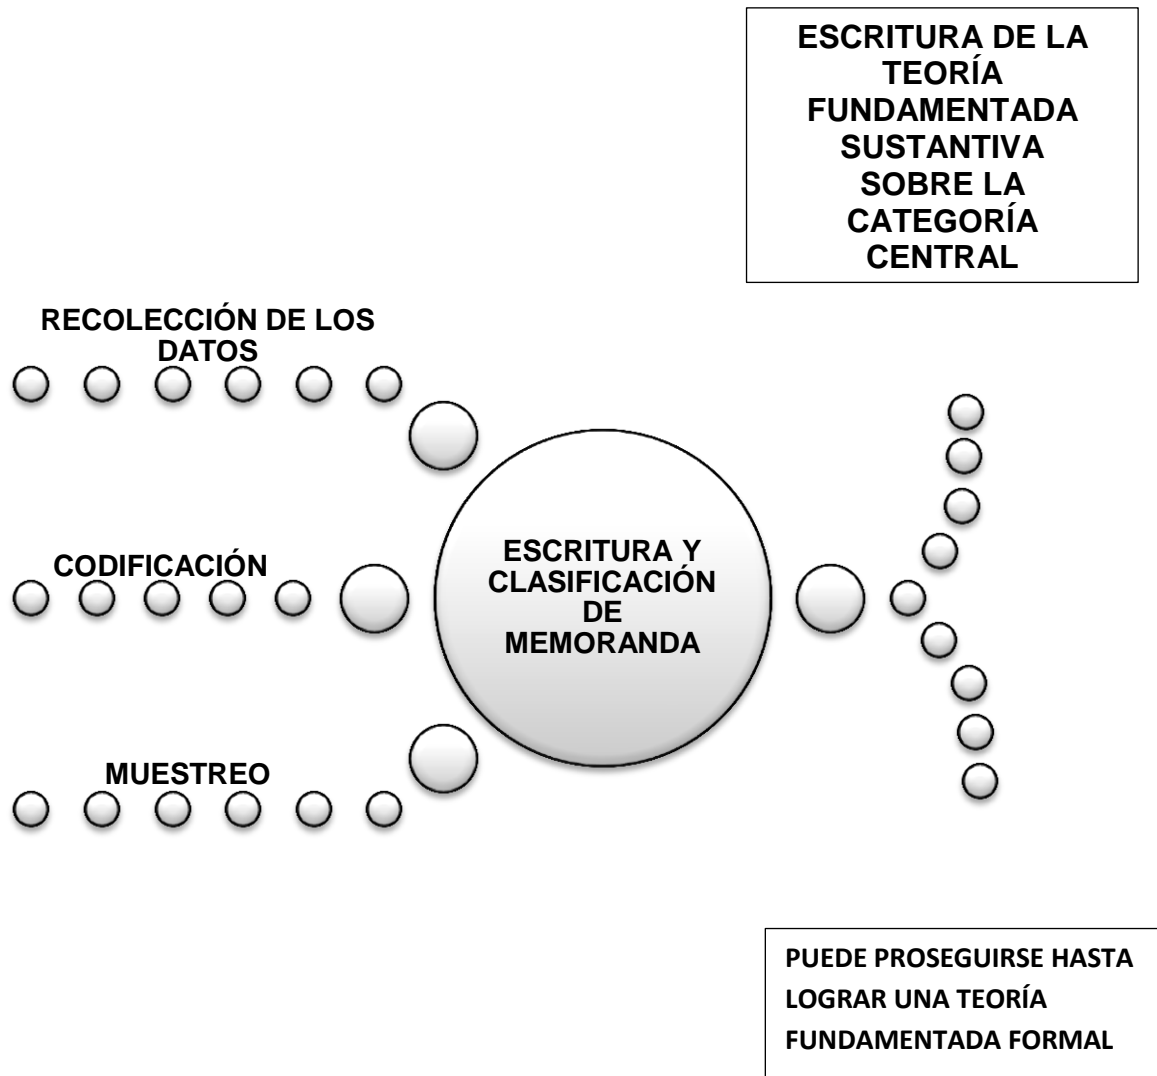 ESCRITURA DE LA
TEORÍA
FUNDAMENTADA
SUSTANTIVA
SOBRE LA
CATEGORÍA
CENTRAL
RECOLECCIÓN DE LOS
DATOS
CODIFICACIÓN
ESCRITURA Y
CLASIFICACIÓN
DE
MEMORANDA
MUESTREO
PUEDE PROSEGUIRSE HASTA
LOGRAR UNA TEORÍA
FUNDAMENTADA FORMAL